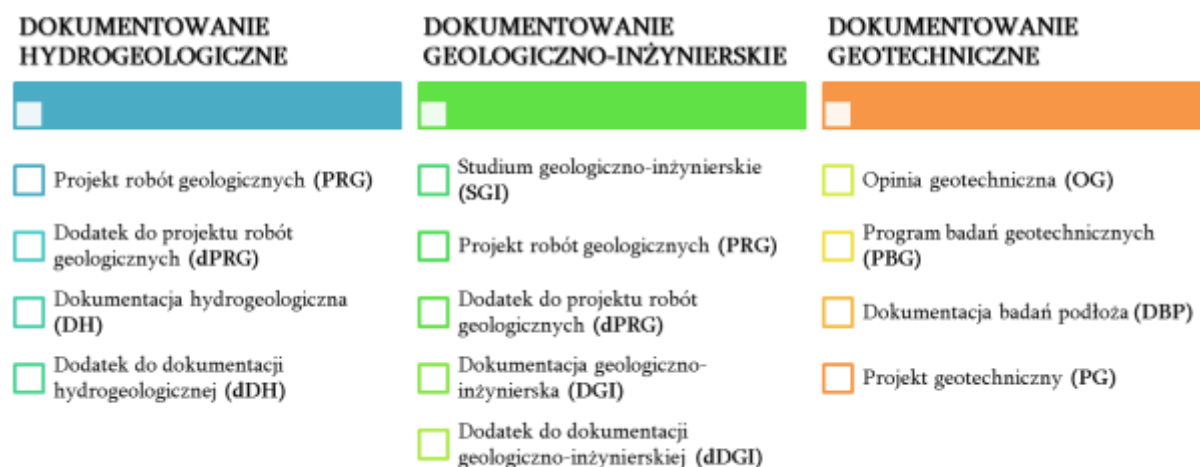 DOKUMENTOWANIE
HYDROGEOLOGICZNE
Projekt robót geologicznych (PRG)
Dodatek do projektu robót
geologicznych (dPRG)
Dokumentacja hydrogeologiczna
(DH)
Dodatek do dokumentacji
hydrogeologicznej (dDH)
DOKUMENTOWANIE
GEOLOGICZNO-INŻYNIERSKIE
Studium geologiczno-inżynierskie
(SGI)
Projekt robót geologicznych (PRG)
Dodatek do projektu robót
geologicznych (dPRG)
Dokumentacja geologiczno-
inżynierska (DGI)
Dodatek do dokumentacji
geologiczno-inżynierskiej (dDGI)
DOKUMENTOWANIE
GEOTECHNICZNE
Opinia geotechniczna (OG)
Program badań geotechnicznych
(PBG)
Dokumentacja badań podłoża (DBP)
Projekt geotechniczny (PG)